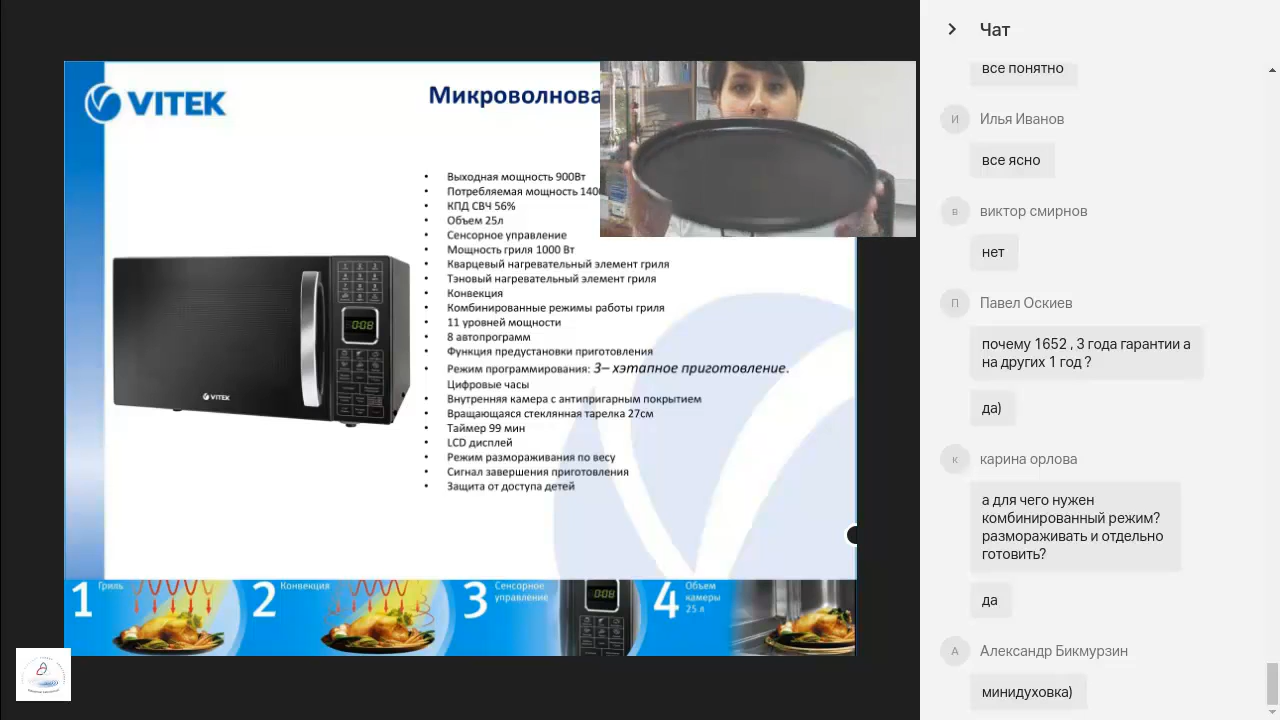 VITEK
Микроволнова
Выходная мощность 900Вт
Потребляемая мощность 1400
КПД СВЧ 56%
Объем 25л
Сенсорное управление
Мощность гриля 1000 Вт
Кварцевый нагревательный элемент гриля
Тэновый нагревательный элемент гриля
Конвекция
Комбинированные режимы работы гриля
11 уровней мощности
8 автопрограмм
Функция предустановки приготовления
Режим программирования: 3– хэтапное приготовление.
Цифровые часы
Внутренняя камера с антипригарным покрытием
Вращающаяся стеклянная тарелка 27см
Таймер 99 мин
LCD дисплей
Режим размораживания по весу
Сигнал завершения приготовления
Защита от доступа детей
0:08
VITEK
1 Гриль
2 Конвекция
3 Сенсорное
управление
0:08
4 Объем
камеры
25 л
Чат
все понятно
И
Илья Иванов
все ясно
в
виктор смирнов
нет
П
Павел Оскиев
почему 1652 , 3 года гарантии а
на других 1 год ?
да)
к
карина орлова
а для чего нужен
комбинированный режим?
размораживать и отдельно
готовить?
да
А
Александр Бикмурзин
минидуховка)